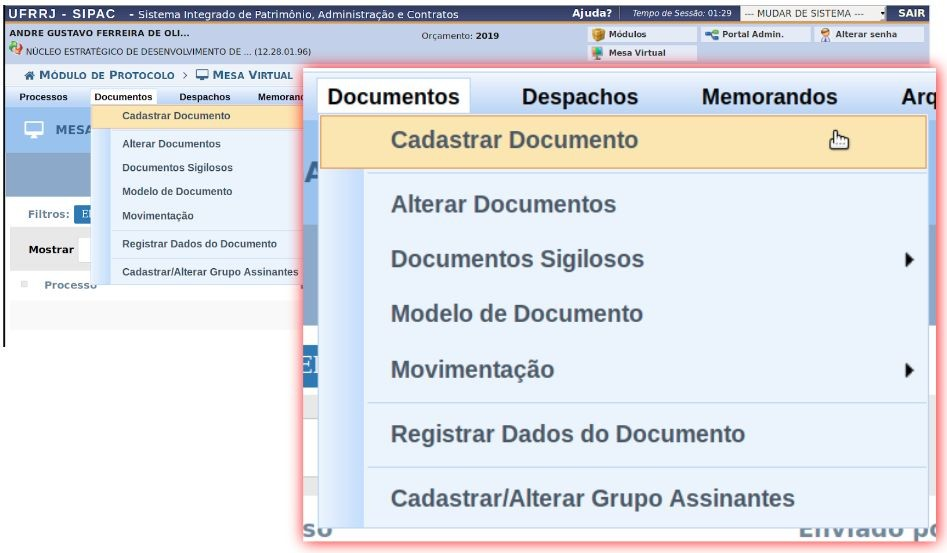 UFRRJ - SIPAC - Sistema Integrado de Patrimônio, Administração e Contratos Ajuda? Tempo de Sessão: 01:29 --- MUDAR DE SISTEMA --- SAIR
ANDRE GUSTAVO FERREIRA DE OLI... Orçamento: 2019 Módulos Portal Admin. Alterar senha
NÚCLEO ESTRATÉGICO DE DESENVOLVIMENTO DE ... (12.28.01.96) Mesa Virtual
MÓDULO DE PROTOCOLO > MESA VIRTUAL
Processos Documentos Despachos Memorand
Cadastrar Documento
MESA
Alterar Documentos
Documentos Sigilosos
Modelo de Documento
Movimentação
Filtros: El
Registrar Dados do Documento
Mostrar
Cadastrar/Alterar Grupo Assinantes
Processo
Documentos Despachos Memorandos Arq
Cadastrar Documento
A
Alterar Documentos
Documentos Sigilosos
Modelo de Documento
El
Movimentação
Registrar Dados do Documento
Cadastrar/Alterar Grupo Assinantes
so Enviado po